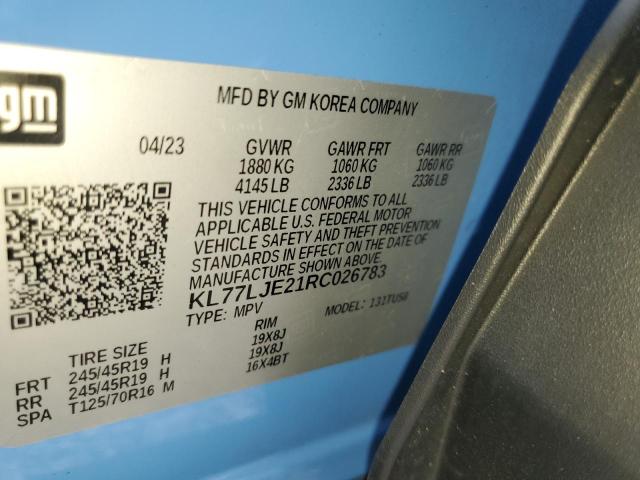 gm
MFD BY GM KOREA COMPANY
04/23 GVWR GAWR FRT GAWR RR
1880 KG 1060 KG 1060 KG
4145 LB 2336 LB 2336 LB
THIS VEHICLE CONFORMS TO ALL
APPLICABLE U.S. FEDERAL MOTOR
VEHICLE SAFETY AND THEFT PREVENTION
STANDARDS IN EFFECT ON THE DATE OF
MANUFACTURE SHOWN ABOVE.
KL77LJE21RC026783
TYPE: MPV MODEL: 131TU58
TIRE SIZE RIM
FRT 245/45R19 H 19X8J
RR 245/45R19 H 19X8J
SPA T125/70R16 M 16X4BT